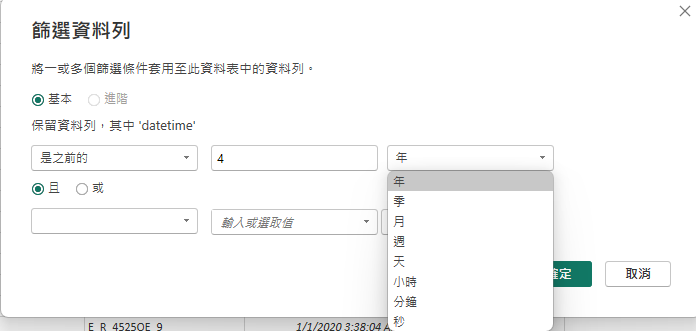 篩選資料列
將一或多個篩選條件套用至此資料表中的資料列。
基本 進階
保留資料列，其中 'datetime'
是之前的 4 年
且 或
年
季
月
輸入或選取值
週
天
定 取消
小時
分鐘
秒
E_R_4525OE_9 1/1/2020 3:38:04 A